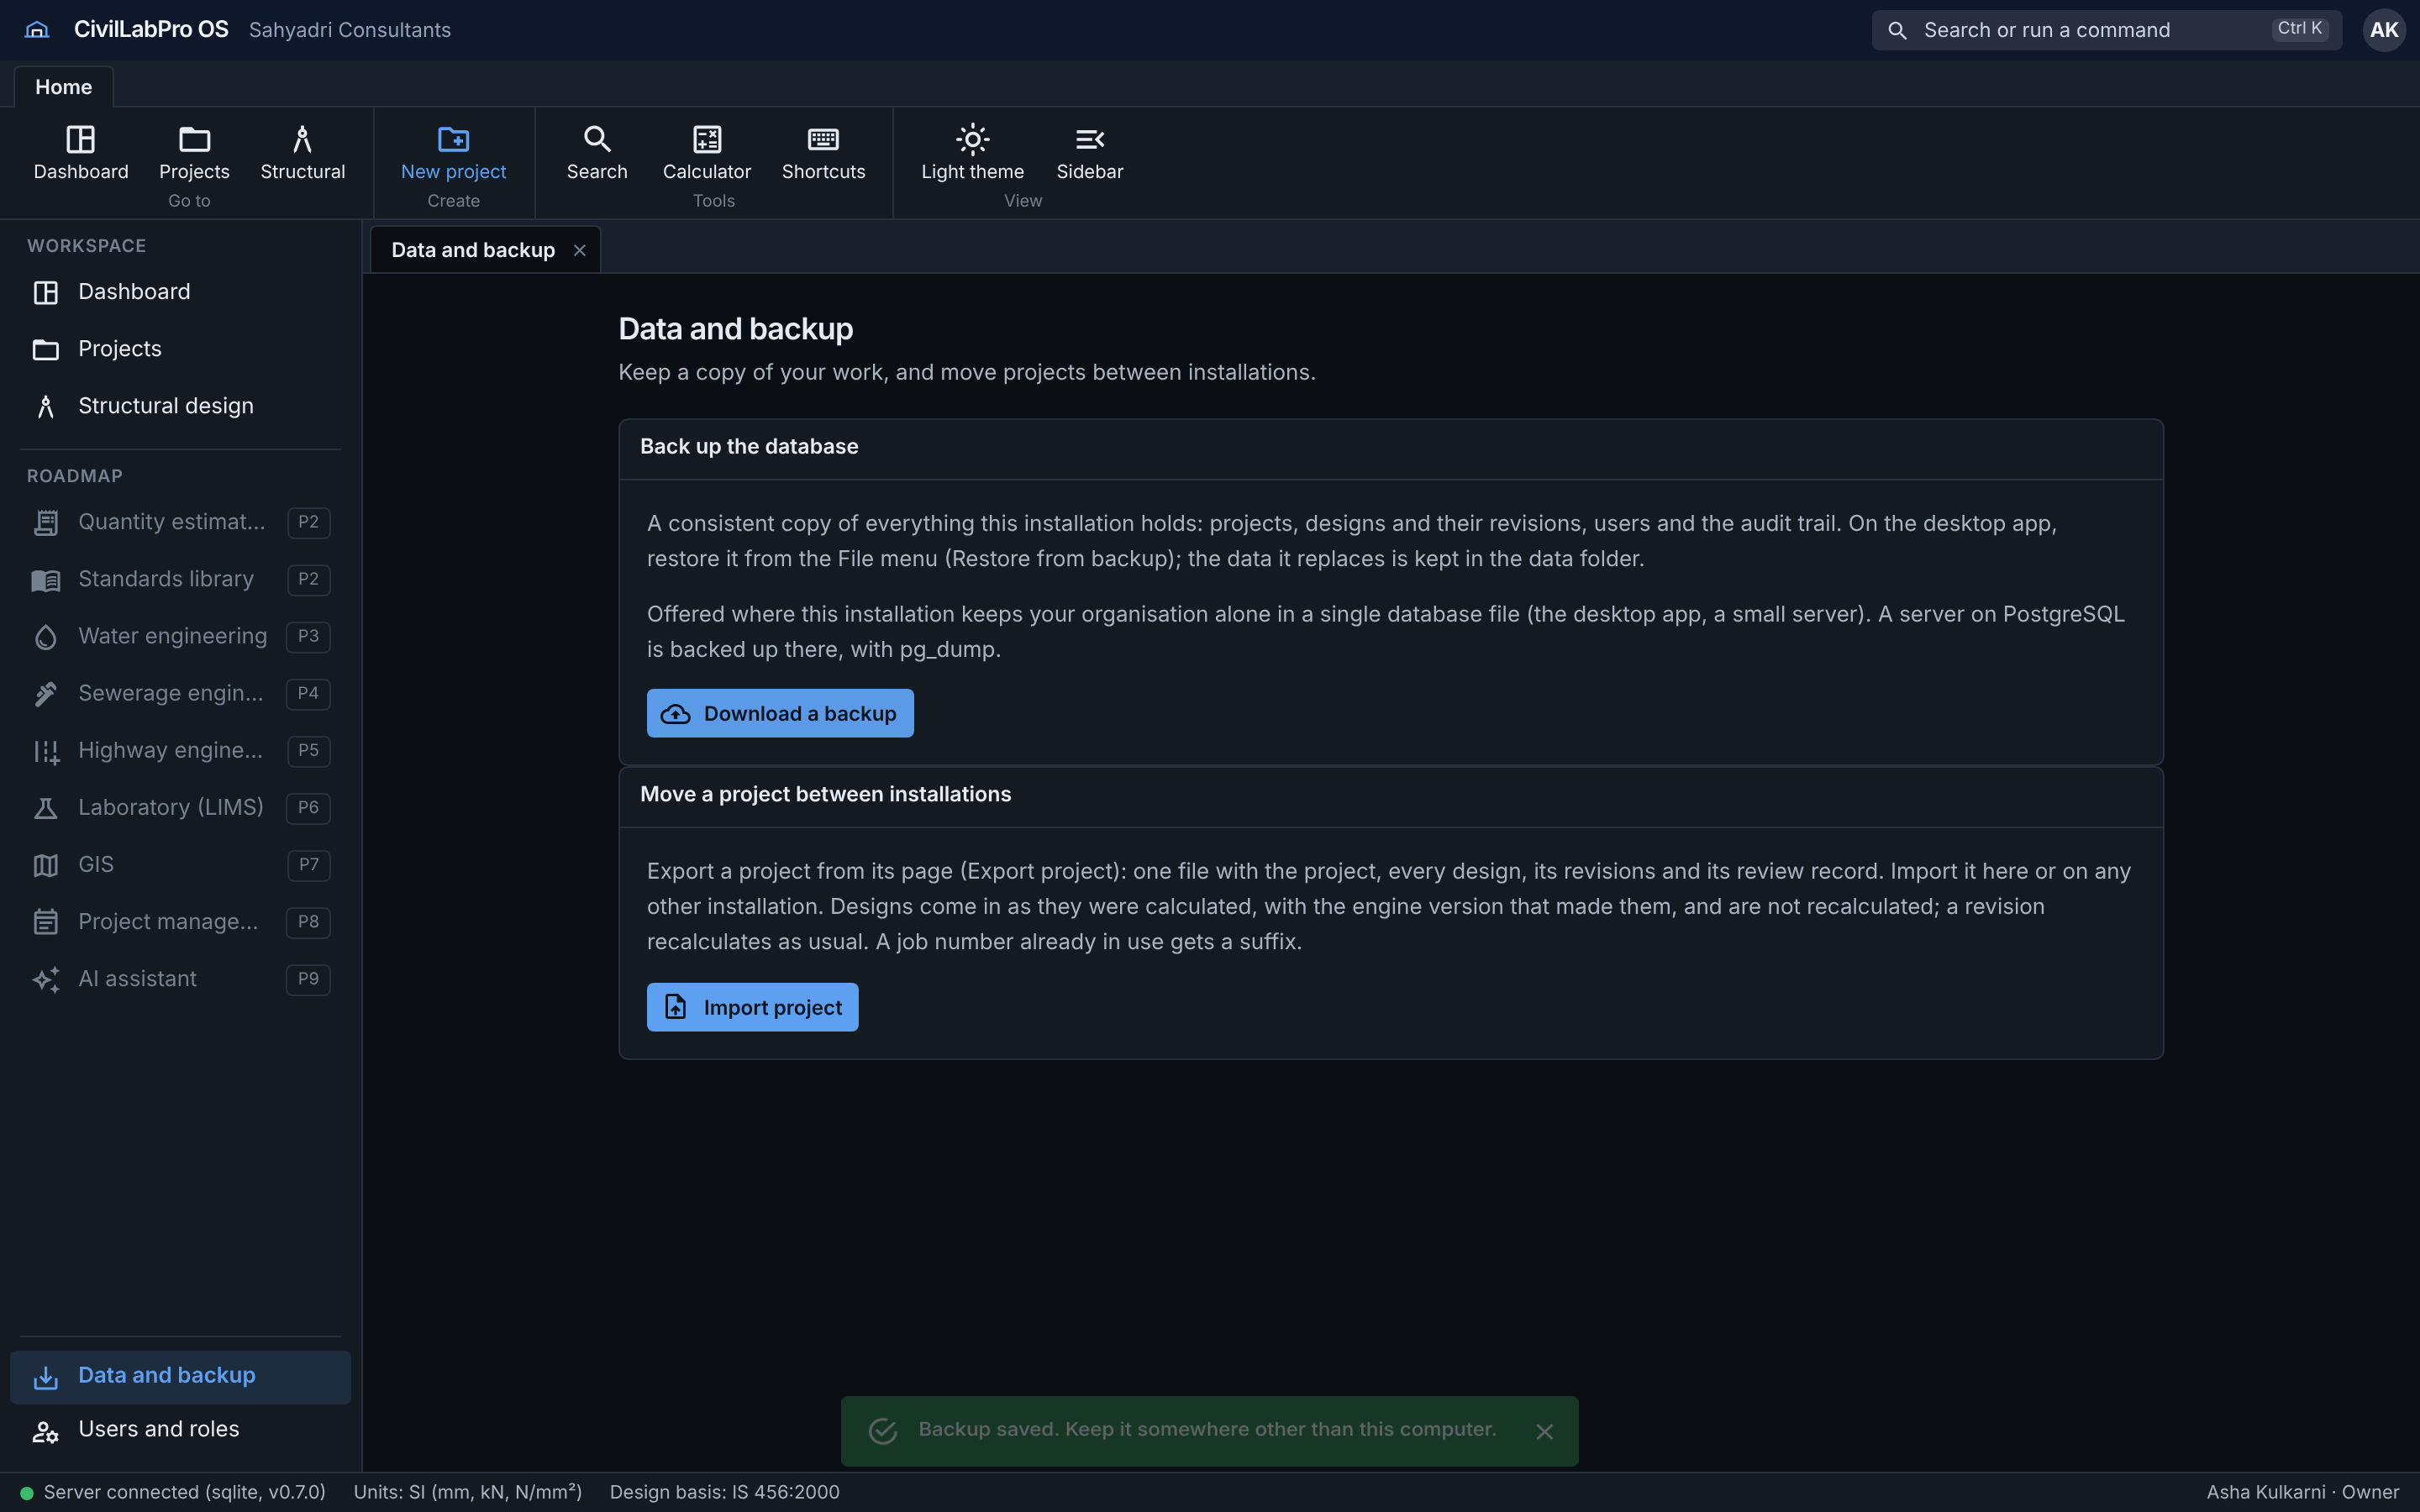 CivilLabPro OS Sahyadri Consultants
Search or run a command Ctrl K AK
Home
Dashboard Projects Structural
Go to
New project
Create
Search Calculator Shortcuts
Tools
Light theme Sidebar
View
WORKSPACE
Dashboard
Projects
Structural design
ROADMAP
Quantity estimat... P2
Standards library P2
Water engineering P3
Sewerage engin... P4
Highway engine... P5
Laboratory (LIMS) P6
GIS P7
Project manage... P8
AI assistant P9
Data and backup
Users and roles
Data and backup
Data and backup
Keep a copy of your work, and move projects between installations.
Back up the database
A consistent copy of everything this installation holds: projects, designs and their revisions, users and the audit trail. On the desktop app,
restore it from the File menu (Restore from backup); the data it replaces is kept in the data folder.
Offered where this installation keeps your organisation alone in a single database file (the desktop app, a small server). A server on PostgreSQL
is backed up there, with pg_dump.
Download a backup
Move a project between installations
Export a project from its page (Export project): one file with the project, every design, its revisions and its review record. Import it here or on any
other installation. Designs come in as they were calculated, with the engine version that made them, and are not recalculated; a revision
recalculates as usual. A job number already in use gets a suffix.
Import project
Backup saved. Keep it somewhere other than this computer.
Server connected (sqlite, v0.7.0) Units: SI (mm, kN, N/mm²) Design basis: IS 456:2000
Asha Kulkarni · Owner